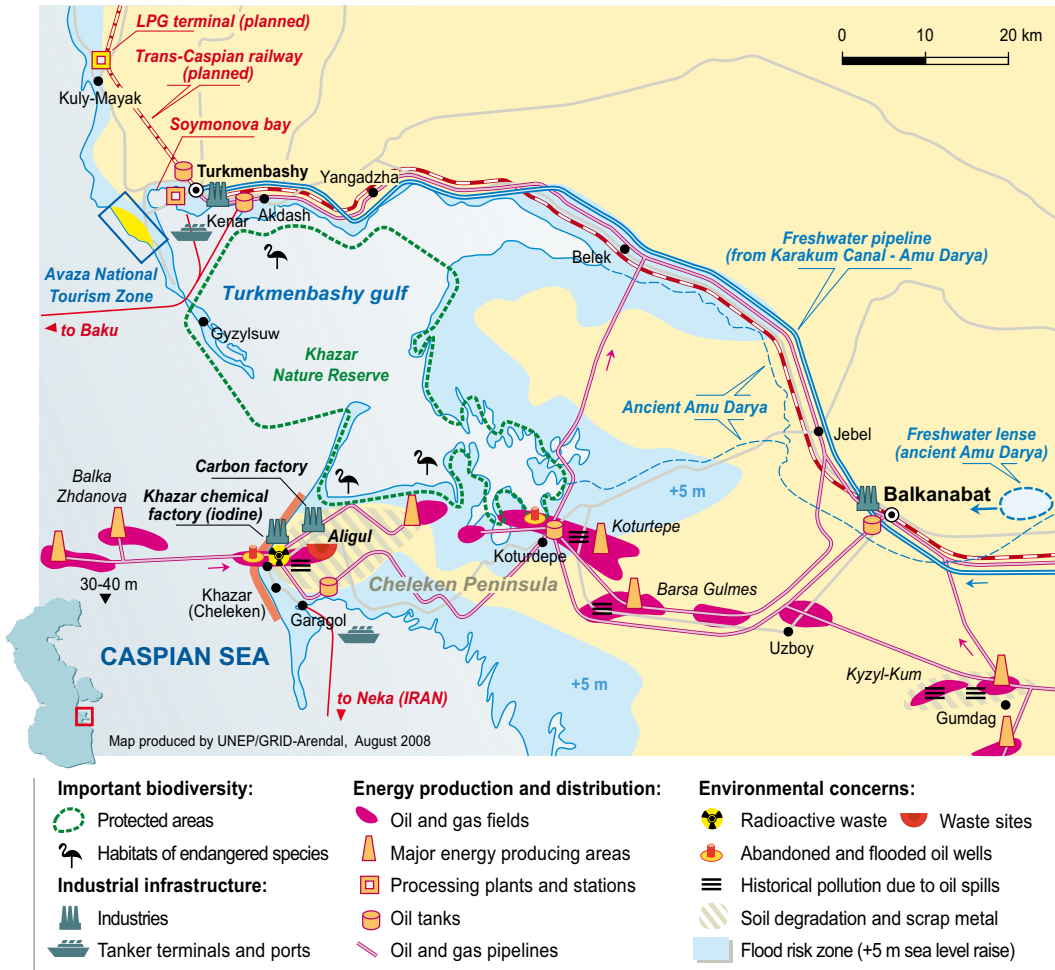 LPG terminal (planned)
Trans-Caspian railway
(planned)
Kuly-Mayak
Soymonova bay
0 10 20 km
Turkmenbashy
Yangadzha
Kenar
Akdash
Belek
Freshwater pipeline
(from Karakum Canal - Amu Darya)
Avaza National
Tourism Zone
Turkmenbashy gulf
to Baku
Gyzylsuw
Khazar
Nature Reserve
Ancient Amu Darya
Jebel
Freshwater lense
(ancient Amu Darya)
Balka
Zhdanova
Carbon factory
Khazar chemical
factory (iodine)
Aligul
+5 m
Balkanabat
Koturtepe
Koturdepe
30-40 m
Khazar
(Cheleken)
Cheleken Peninsula
Garagol
Barsa Gulmes
Uzboy
CASPIAN SEA
to Neka (IRAN)
+5 m
Kyzyl-Kum
Gumdag
Map produced by UNEP/GRID-Arendal, August 2008
Important biodiversity:
Protected areas
Habitats of endangered species
Industrial infrastructure:
Industries
Tanker terminals and ports
Energy production and distribution:
Oil and gas fields
Major energy producing areas
Processing plants and stations
Oil tanks
Oil and gas pipelines
Environmental concerns:
Radioactive waste Waste sites
Abandoned and flooded oil wells
Historical pollution due to oil spills
Soil degradation and scrap metal
Flood risk zone (+5 m sea level raise)